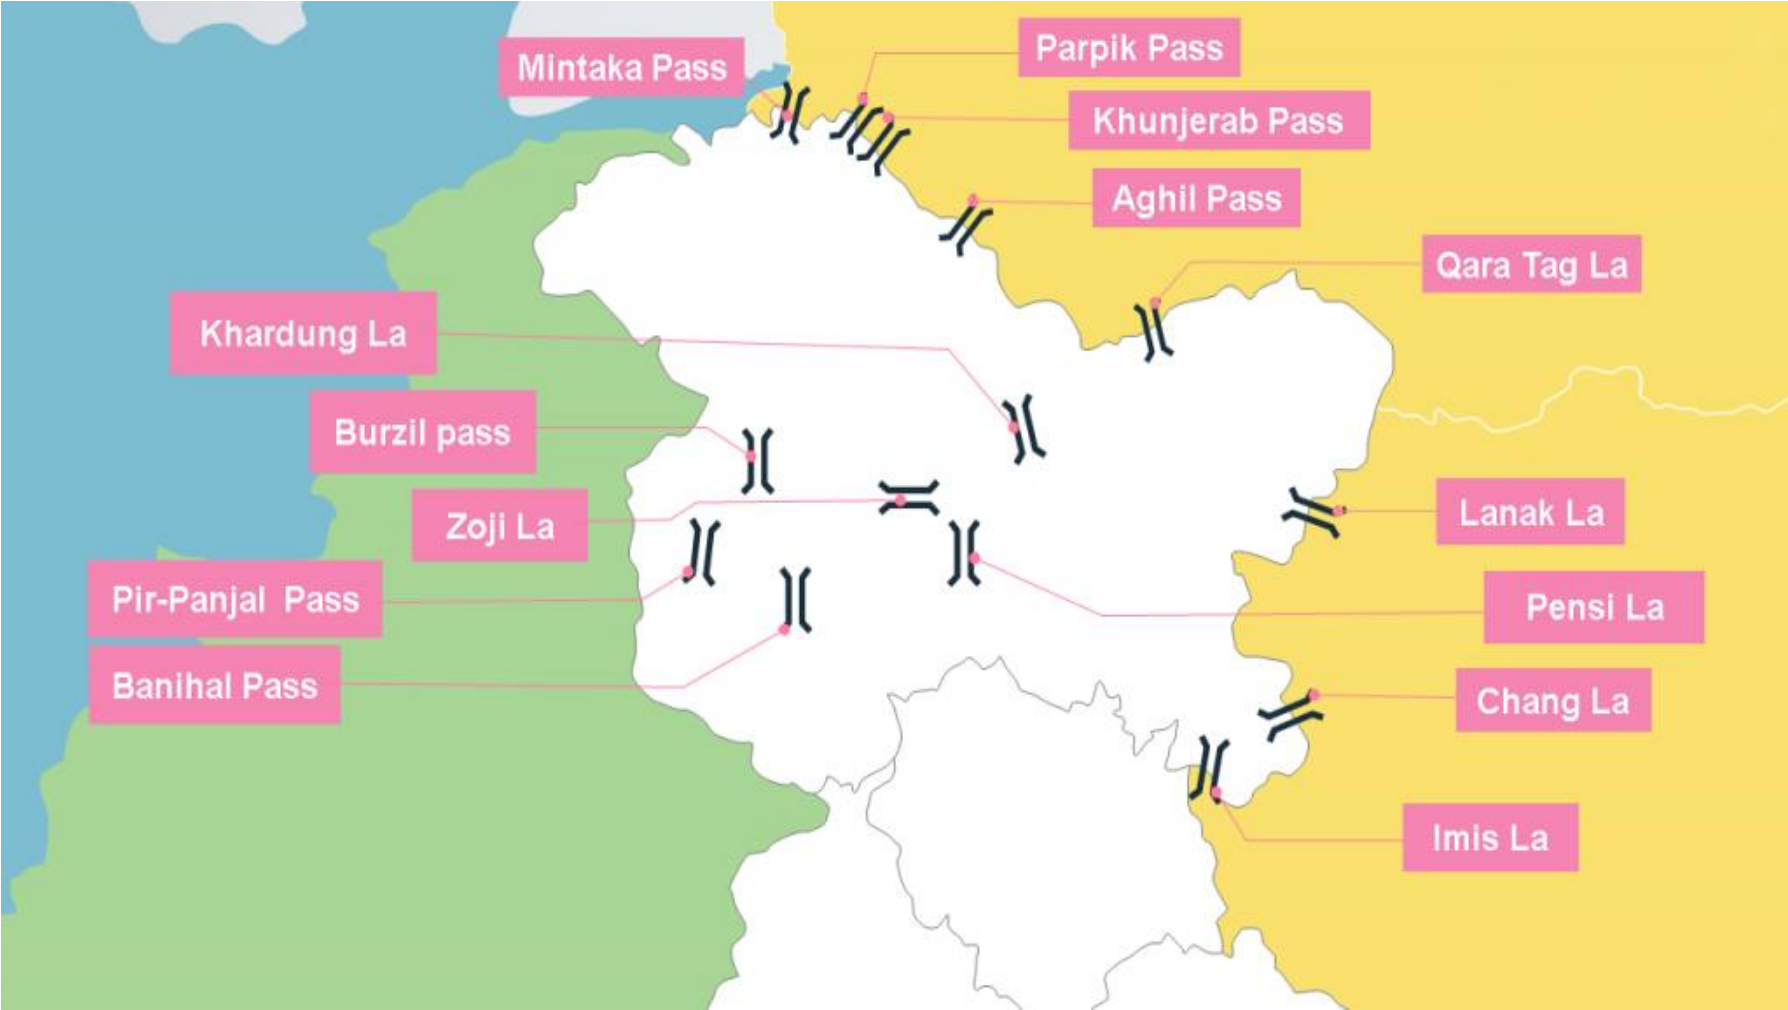 Parpik Pass
Mintaka Pass
Khunjerab Pass
Aghil Pass
Qara Tag La
Khardung La
Burzil pass
Lanak La
Zoji La
Pir-Panjal  Pass
Pensi La
Banihal Pass
Chang La
Imis La